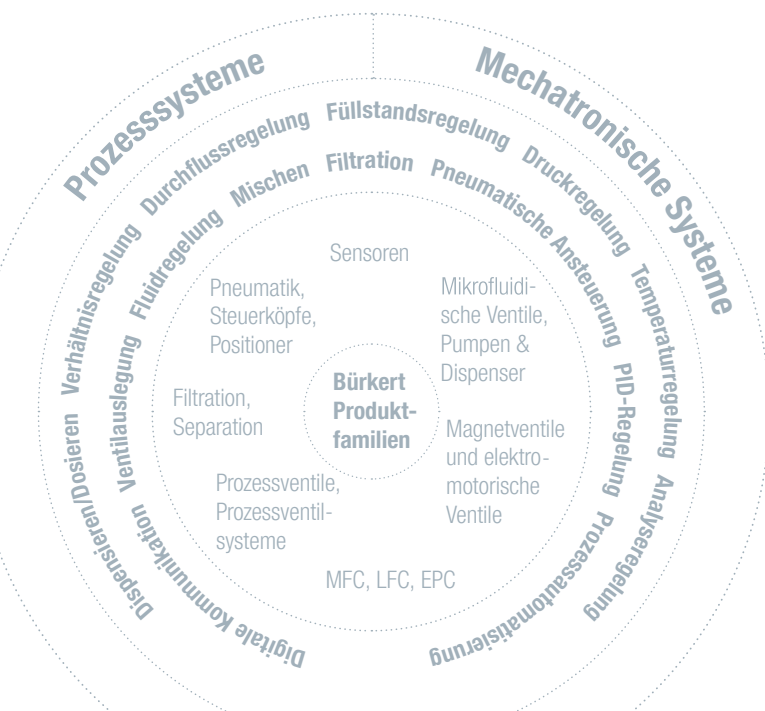 Prozesssysteme
Mechatronische Systeme
Dispensieren/Dosieren
Verhältnisregelung
Durchflussregelung
Füllstandsregelung
Druckregelung
Temperaturregelung
Analyseregelung
Digitale Kommunikation
Ventilauslegung
Fluidregelung
Mischen
Filtration
Pneumatische Ansteuerung
PID-Regelung
Prozessautomatisierung
Sensoren
Pneumatik,
Steuerköpfe,
Positioner
Mikrofluidi-
sche Ventile,
Pumpen &
Dispenser
Bürkert
Produkt-
familien
Filtration,
Separation
Magnetventile
und elektro-
motorische
Ventile
Prozessventile,
Prozessventil-
systeme
MFC, LFC, EPC